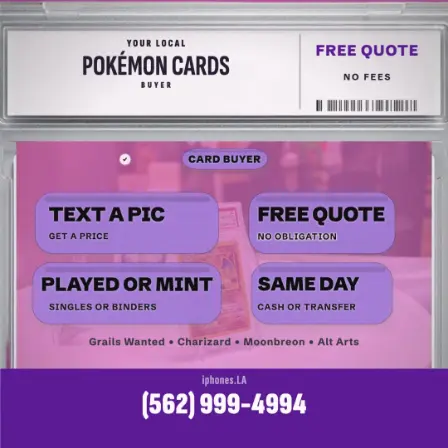 YOUR LOCAL
POKÉMON CARDS
BUYER
FREE QUOTE
NO FEES
CARD BUYER
TEXT A PIC
GET A PRICE
FREE QUOTE
NO OBLIGATION
PLAYED OR MINT
SINGLES OR BINDERS
SAME DAY
CASH OR TRANSFER
Grails Wanted • Charizard • Moonbreon • Alt Arts
iphones.LA
(562) 999-4994